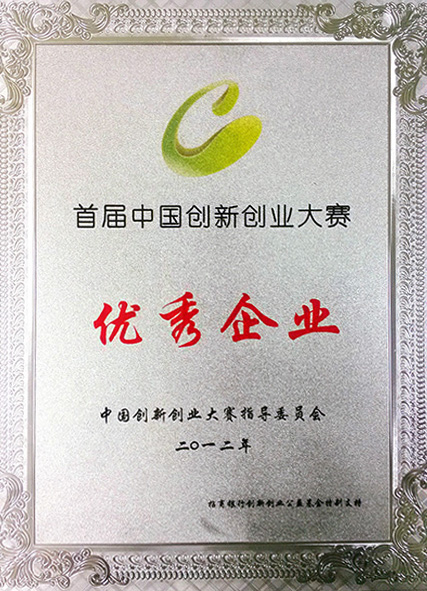 首届中国创新创业大赛
优秀企业
中国创新创业大赛指导委员会
二〇一二年
招商银行创新创业公益基金特别支持